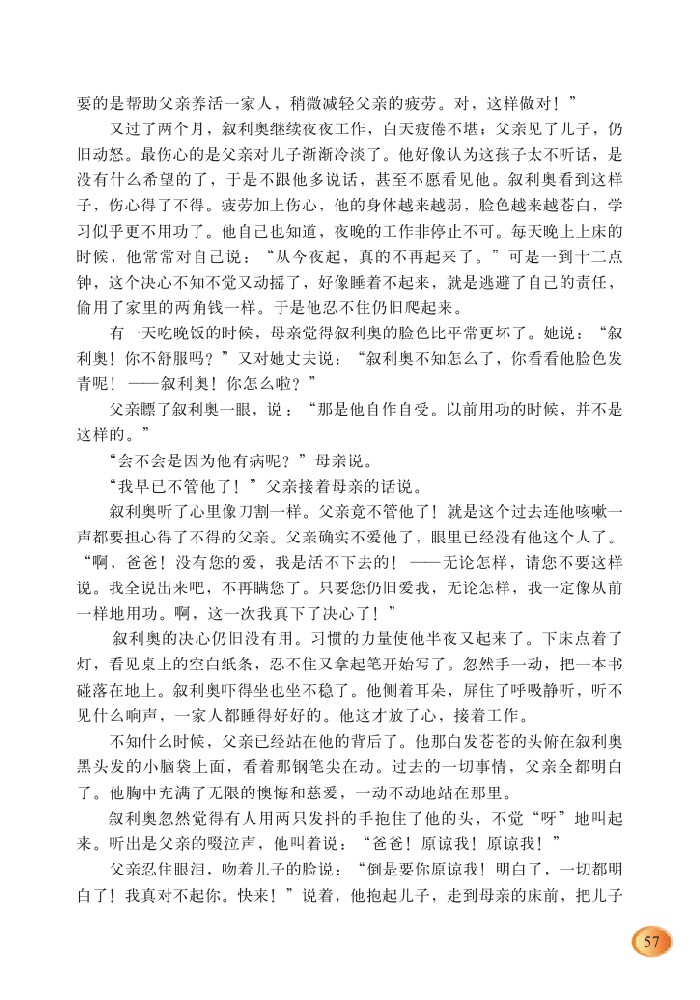 要的是帮助父亲养活一家人，稍微减轻父亲的疲劳。对，这样做对！”
又过了两个月，叙利奥继续夜夜工作，白天疲倦不堪；父亲见了儿子，仍
旧动怒。最伤心的是父亲对儿子渐渐冷淡了。他好像认为这孩子太不听话，是
没有什么希望的了，于是不跟他多说话，甚至不愿看见他。叙利奥看到这样
子，伤心得了不得。疲劳加上伤心，他的身体越来越弱，脸色越来越苍白，学
习似乎更不用功了。他自己也知道，夜晚的工作非停止不可。每天晚上上床的
时候，他常常对自己说：“从今夜起，真的不再起来了。”可是一到十二点
钟，这个决心不知不觉又动摇了，好像睡着不起来，就是逃避了自己的责任，
偷用了家里的两角钱一样。于是他忍不住仍旧爬起来。
有一天吃晚饭的时候，母亲觉得叙利奥的脸色比平常更坏了。她说：“叙
利奥！你不舒服吗？”又对她丈夫说：“叙利奥不知怎么了，你看看他脸色发
青呢！——叙利奥！你怎么啦？”
父亲瞟了叙利奥一眼，说：“那是他自作自受。以前用功的时候，并不是
这样的。”
“会不会是因为他有病呢？”母亲说。
“我早已不管他了！”父亲接着母亲的话说。
叙利奥听了心里像刀割一样。父亲竟不管他了！就是这个过去连他咳嗽一
声都要担心得了不得的父亲。父亲确实不爱他了，眼里已经没有他这个人了。
“啊，爸爸！没有您的爱，我是活不下去的！——无论怎样，请您不要这样
说。我全说出来吧，不再瞒您了。只要您仍旧爱我，无论怎样，我一定像从前
一样地用功。啊，这一次我真下了决心了！”
叙利奥的决心仍旧没有用。习惯的力量使他半夜又起来了。下床点着了
灯，看见桌上的空白纸条，忍不住又拿起笔开始写了。忽然手一动，把一本书
碰落在地上。叙利奥吓得坐也坐不稳了。他侧着耳朵，屏住了呼吸静听，听不
见什么响声，一家人都睡得好好的。他这才放了心，接着工作。
不知什么时候，父亲已经站在他的背后了。他那白发苍苍的头俯在叙利奥
黑头发的小脑袋上面，看着那钢笔尖在动。过去的一切事情，父亲全都明白
了。他胸中充满了无限的懊悔和慈爱，一动不动地站在那里。
叙利奥忽然觉得有人用两只发抖的手抱住了他的头，不觉“呀”地叫起
来。听出是父亲的啜泣声，他叫着说：“爸爸！原谅我！原谅我！”
父亲忍住眼泪，吻着儿子的脸说：“倒是要你原谅我！明白了，一切都明
白了！我真对不起你。快来！”说着，他抱起儿子，走到母亲的床前，把儿子
57